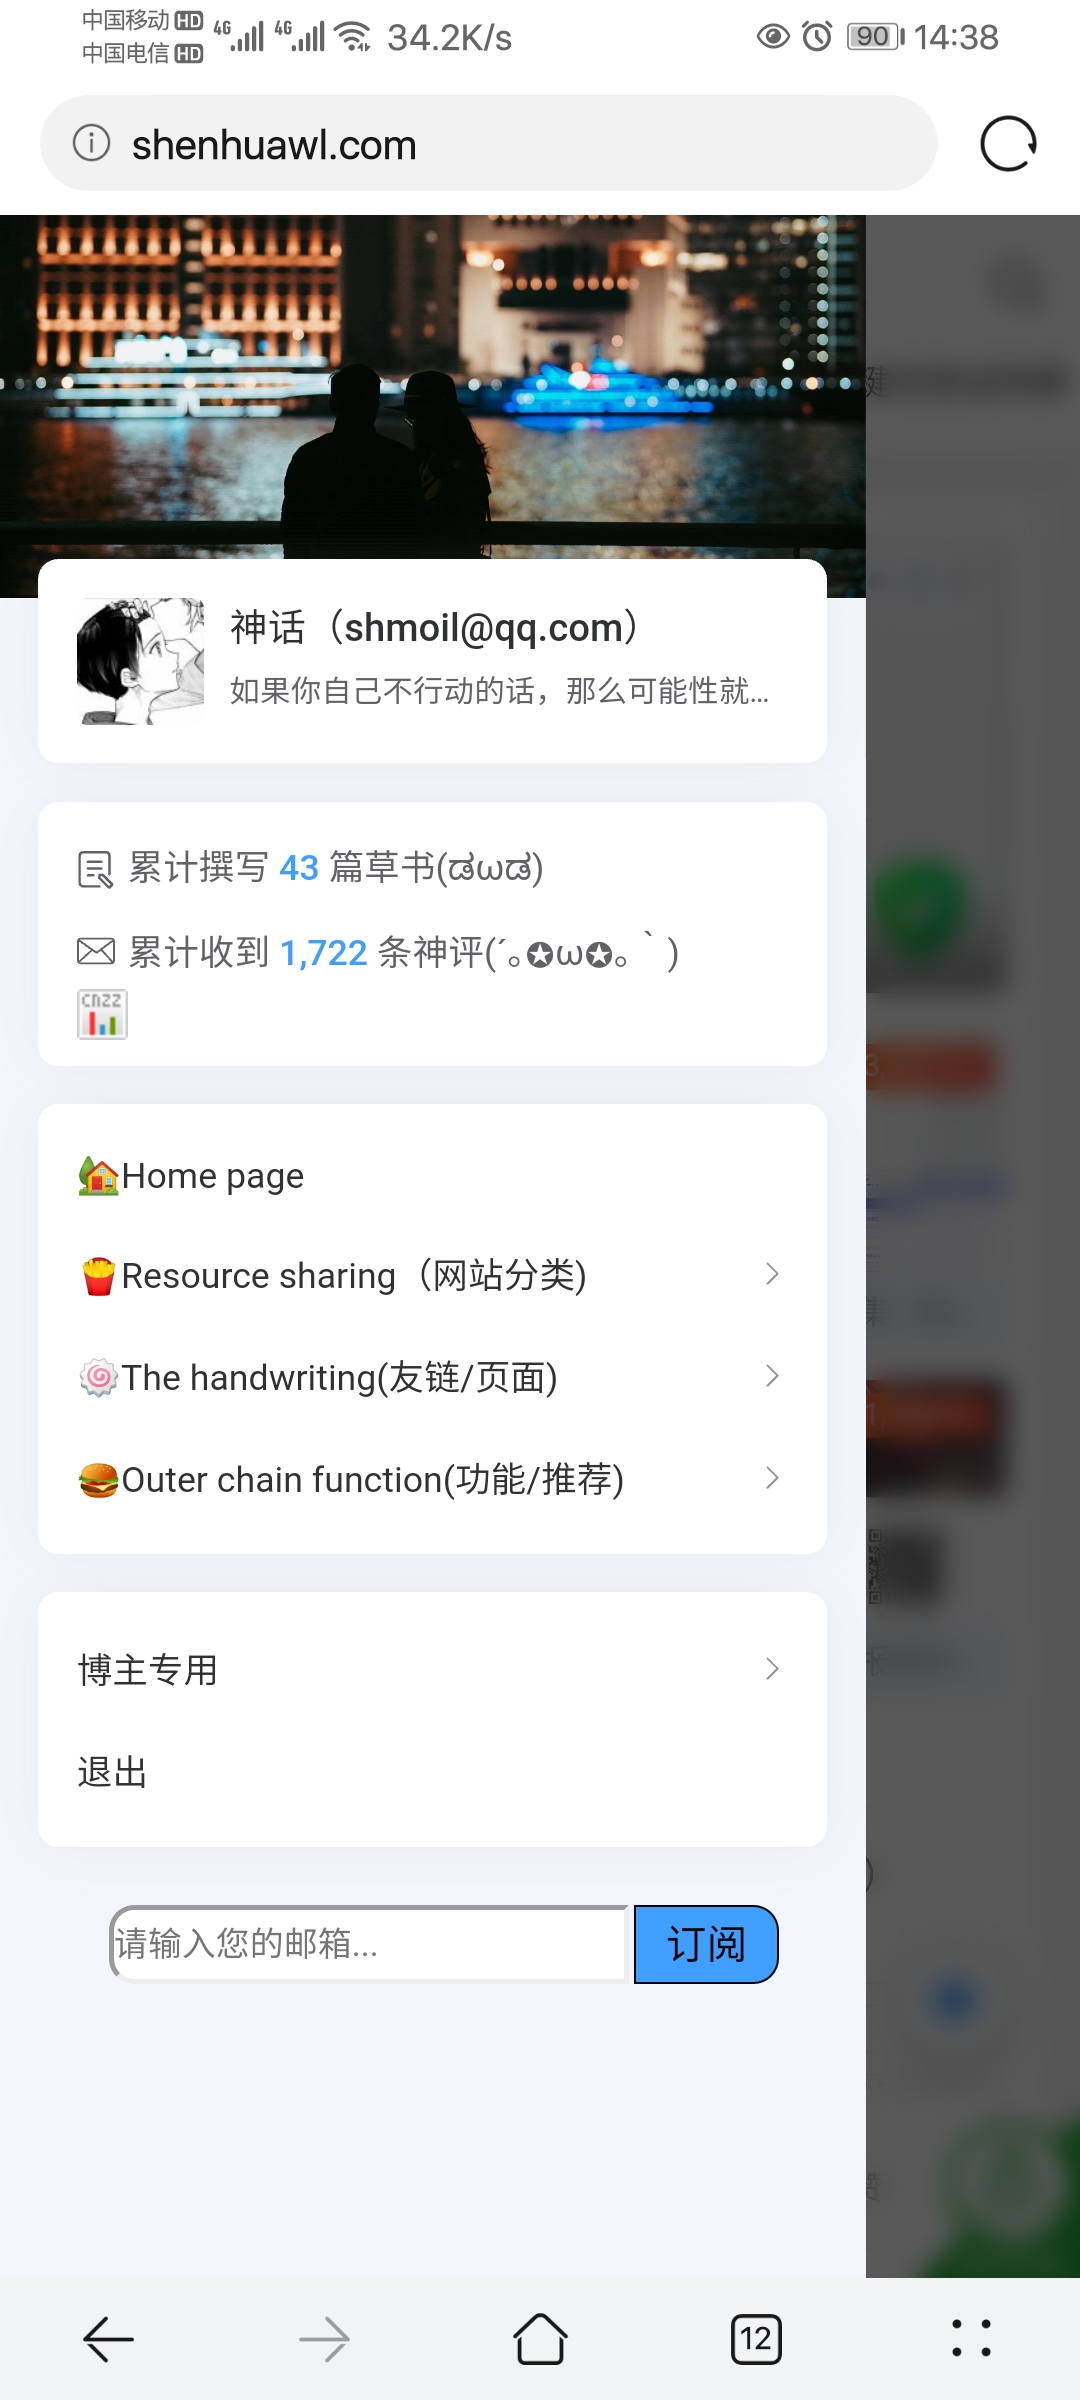 中国移动 HD 4G 4G 34.2K/s 90 14:38
中国电信 HD
shenhuawl.com
神话（shmoil@qq.com）
如果你自己不行动的话，那么可能性就...
累计撰写 43 篇草书(ಡωಡ)
累计收到 1,722 条神评(´｡✪ω✪｡｀)
CNZZ
🏡Home page
🍟Resource sharing（网站分类)
🍥The handwriting(友链/页面)
🍔Outer chain function(功能/推荐)
博主专用
退出
请输入您的邮箱...
订阅
12